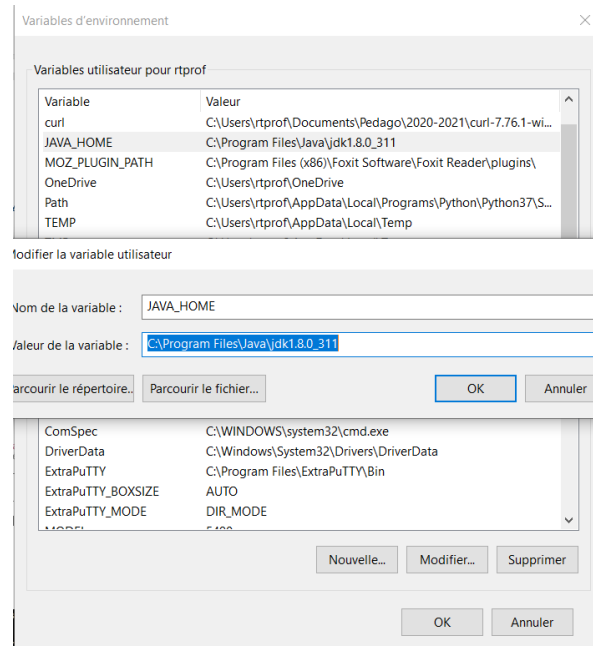 Variables d'environnement
Variables utilisateur pour rtprof
Variable Valeur
curl C:\Users\rtprof\Documents\Pedago\2020-2021\curl-7.76.1-wi...
JAVA_HOME C:\Program Files\Java\jdk1.8.0_311
MOZ_PLUGIN_PATH C:\Program Files (x86)\Foxit Software\Foxit Reader\plugins\
OneDrive C:\Users\rtprof\OneDrive
Path C:\Users\rtprof\AppData\Local\Programs\Python\Python37\S...
TEMP C:\Users\rtprof\AppData\Local\Temp
Modifier la variable utilisateur
Nom de la variable : JAVA_HOME
Valeur de la variable : C:\Program Files\Java\jdk1.8.0_311
Parcourir le répertoire... Parcourir le fichier... OK Annuler
ComSpec C:\WINDOWS\system32\cmd.exe
DriverData C:\Windows\System32\Drivers\DriverData
ExtraPuTTY C:\Program Files\ExtraPuTTY\Bin
ExtraPuTTY_BOXSIZE AUTO
ExtraPuTTY_MODE DIR_MODE
Nouvelle... Modifier... Supprimer
OK Annuler